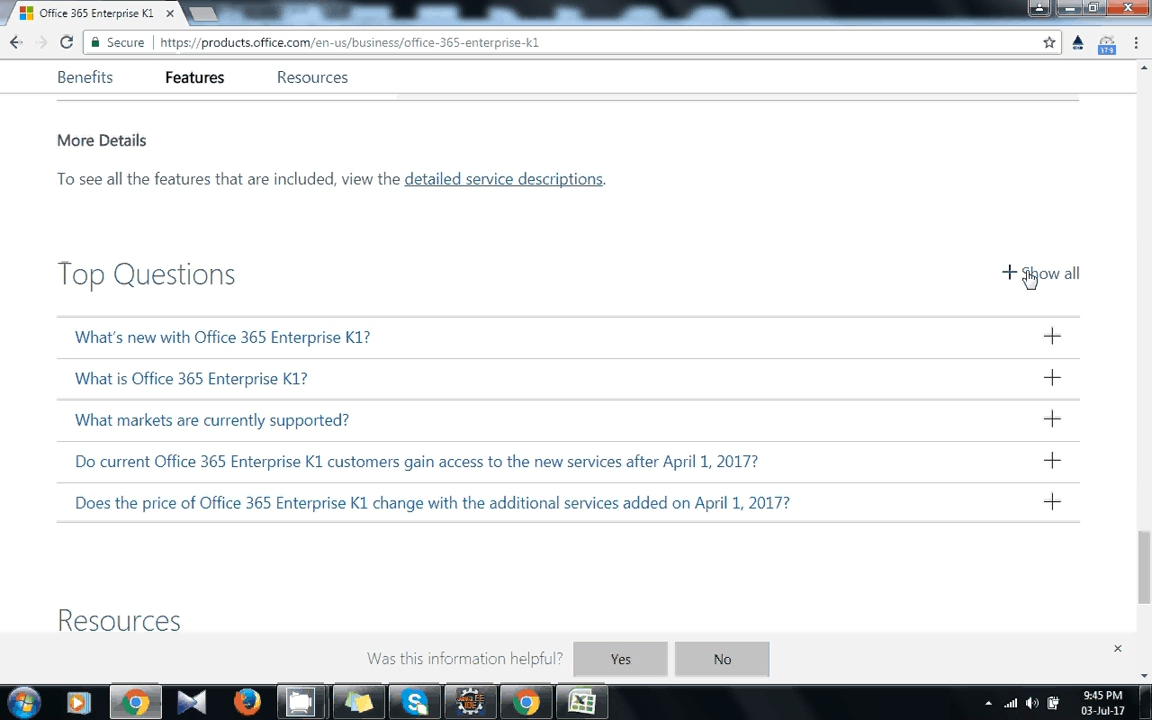 Office 365 Enterprise K1
Secure
https://products.office.com/en-us/business/office-365-enterprise-k1
Benefits
Features
Resources
More Details
To see all the features that are included, view the detailed service descriptions.
Top Questions
Show all
What's new with Office 365 Enterprise K1?
What is Office 365 Enterprise K1?
What markets are currently supported?
Do current Office 365 Enterprise K1 customers gain access to the new services after April 1, 2017?
Does the price of Office 365 Enterprise K1 change with the additional services added on April 1, 2017?
Resources
Was this information helpful?
Yes
No
9:45 PM
03-Jul-17